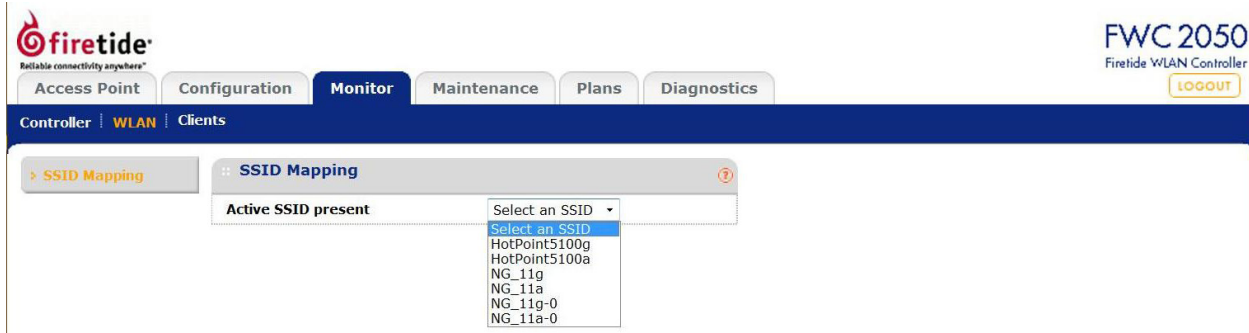 firetide
Reliable connectivity anywhere™
FWC 2050
Firetide WLAN Controller
LOGOUT
Access Point Configuration Monitor Maintenance Plans Diagnostics
Controller WLAN Clients
> SSID Mapping
:: SSID Mapping ?
Active SSID present Select an SSID
Select an SSID
HotPoint5100g
HotPoint5100a
NG_11g
NG_11a
NG_11g-0
NG_11a-0